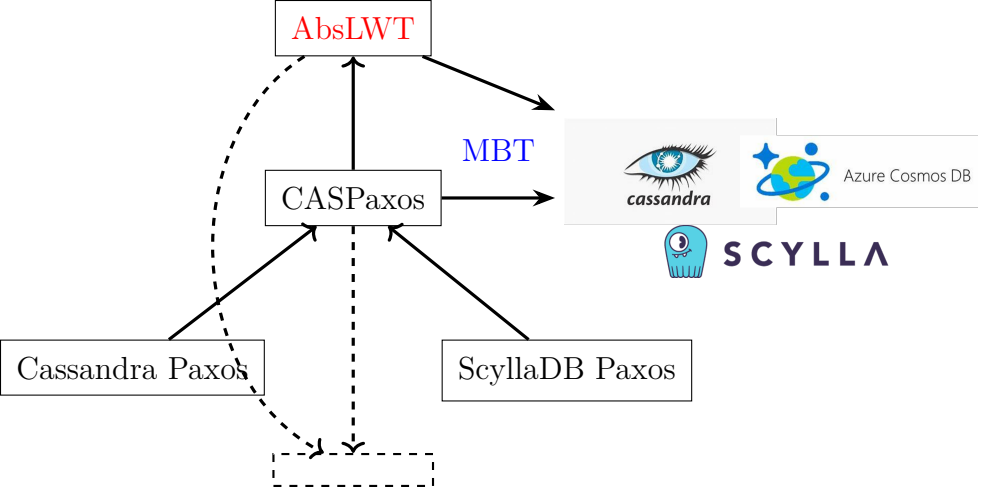 AbsLWT
MBT
cassandra
Azure Cosmos DB
CASPaxos
SCYLLA
Cassandra Paxos
ScyllaDB Paxos